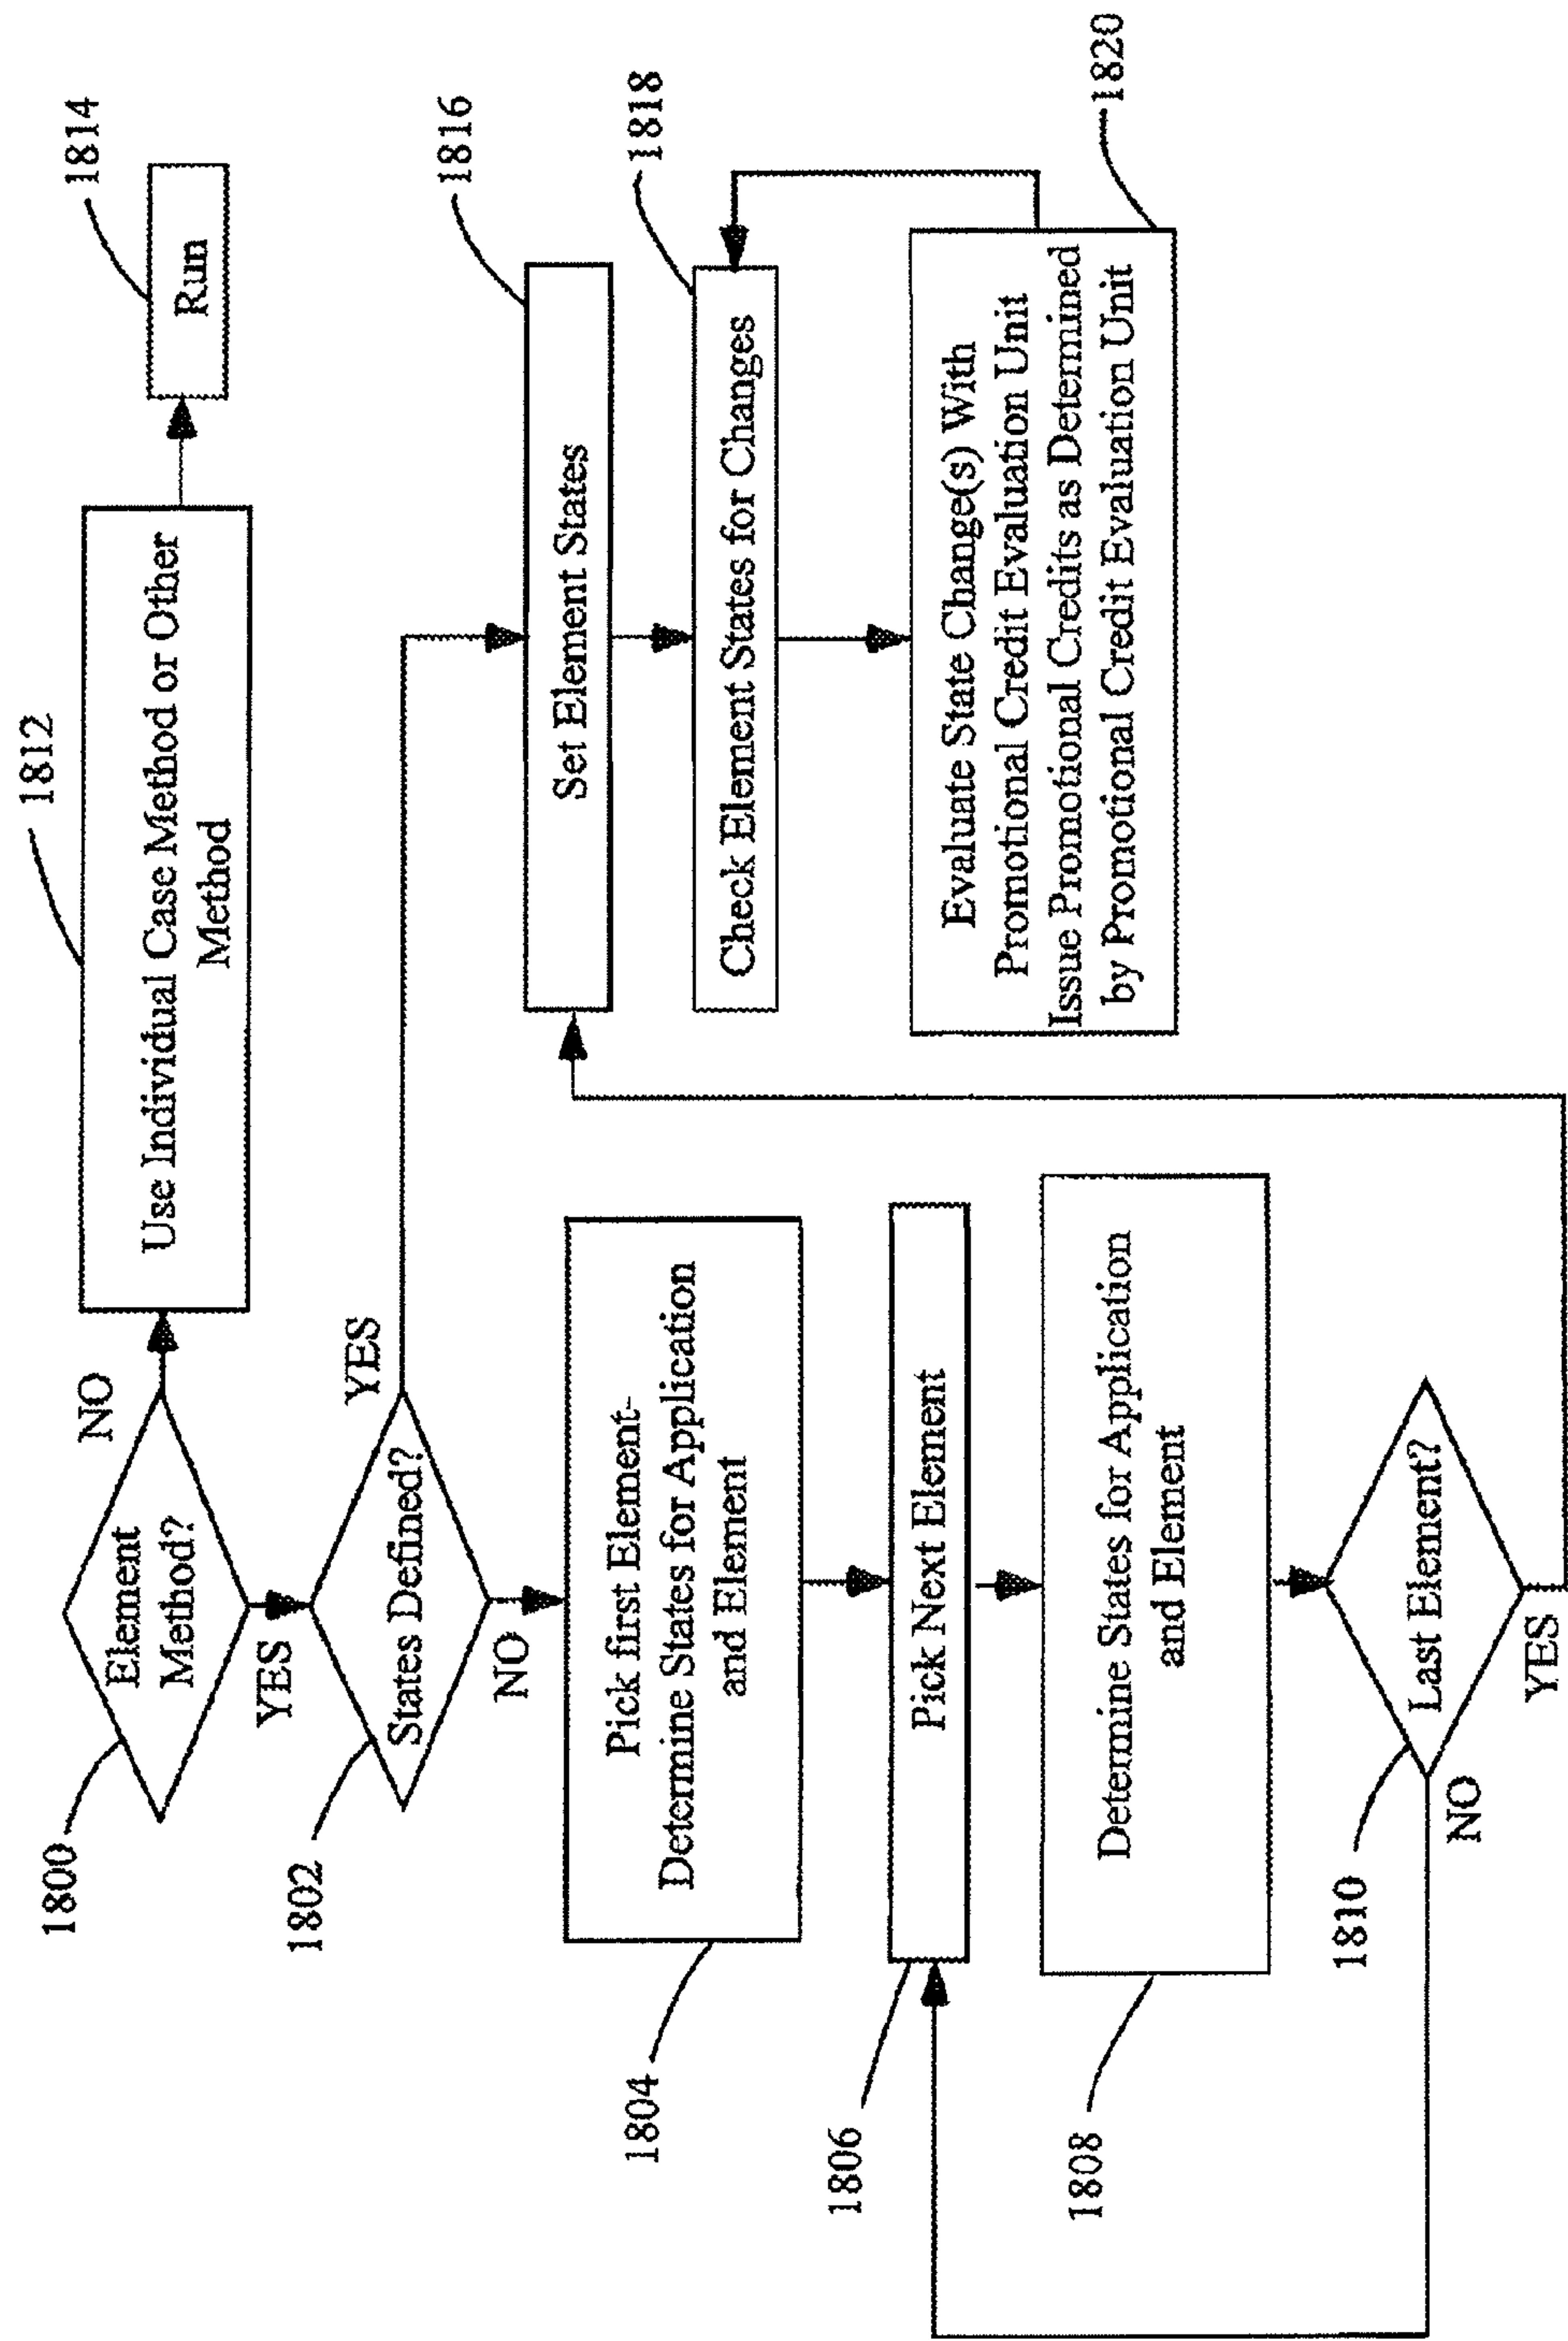 1800
Element
Method?
NO
YES
1812
Use Individual Case Method or Other
Method
1814
Run
1802
States Defined?
YES
NO
1804
Pick first Element-
Determine States for Application
and Element
1806
Pick Next Element
1808
Determine States for Application
and Element
1810
Last Element?
NO
YES
1816
Set Element States
1818
Check Element States for Changes
Evaluate State Change(s) With
Promotional Credit Evaluation Unit
Issue Promotional Credits as Determined
by Promotional Credit Evaluation Unit
1820